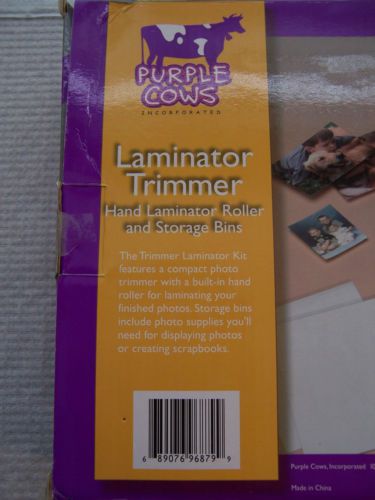 PURPLE
COWS
INCORPORATED
Laminator
Trimmer
Hand Laminator Roller
and Storage Bins
The Trimmer Laminator Kit
features a compact photo
trimmer with a built-in hand
roller for laminating your
finished photos. Storage bins
include photo supplies you'll
need for displaying photos
or creating scrapbooks.
6 89076 96879 9
Purple Cows, Incorporated
Made in China